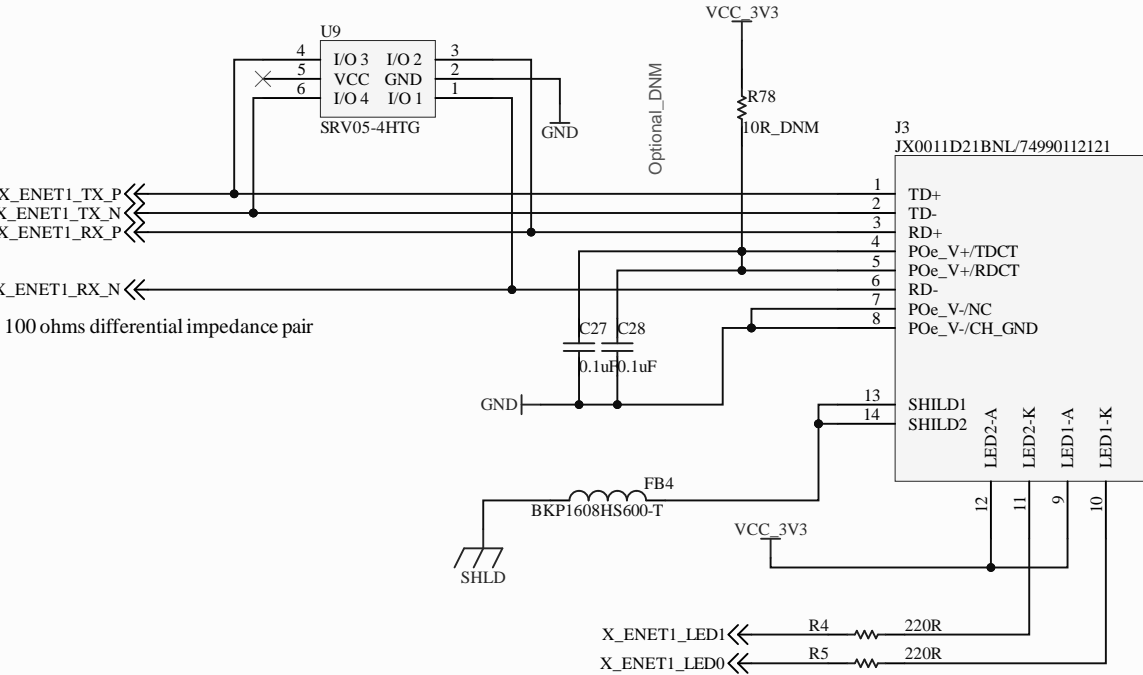 VCC_3V3
U9
4 I/O 3 I/O 2 3
5 VCC GND 2
6 I/O 4 I/O 1 1
SRV05-4HTG
GND
Optional_DNM
R78
10R_DNM
J3
JX0011D21BNL/74990112121
X_ENET1_TX_P
X_ENET1_TX_N
X_ENET1_RX_P
X_ENET1_RX_N
100 ohms differential impedance pair
1 TD+
2 TD-
3 RD+
4 POe_V+/TDCT
5 POe_V+/RDCT
6 RD-
7 POe_V-/NC
8 POe_V-/CH_GND
C27 C28
0.1uF 0.1uF
GND
13 SHILD1
14 SHILD2
LED2-A
LED2-K
LED1-A
LED1-K
12
11
9
10
FB4
BKP1608HS600-T
SHLD
VCC_3V3
X_ENET1_LED1 R4 220R
X_ENET1_LED0 R5 220R